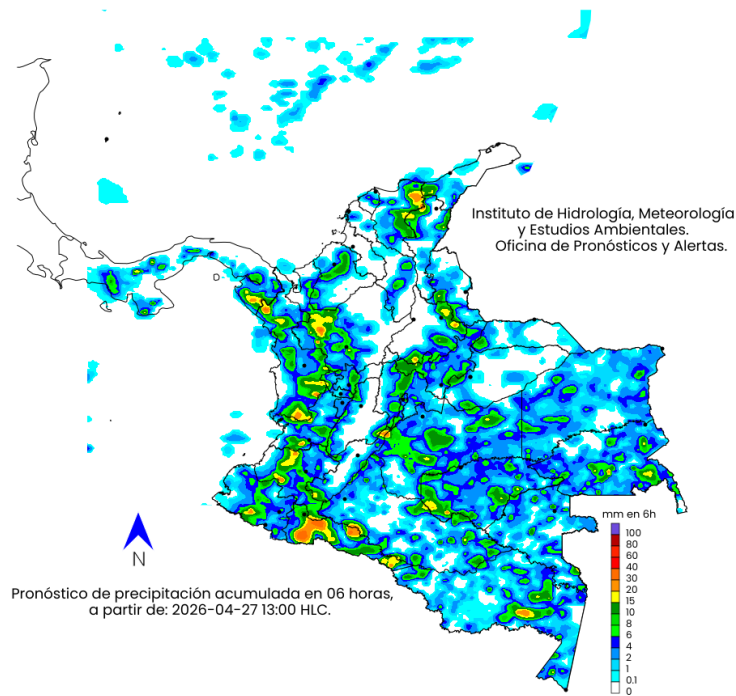 Instituto de Hidrología, Meteorología
y Estudios Ambientales.
Oficina de Pronósticos y Alertas.
N
Pronóstico de precipitación acumulada en 06 horas,
a partir de: 2026-04-27 13:00 HLC.
mm en 6h
100
80
60
40
30
20
15
10
8
6
4
2
1
0.1
0